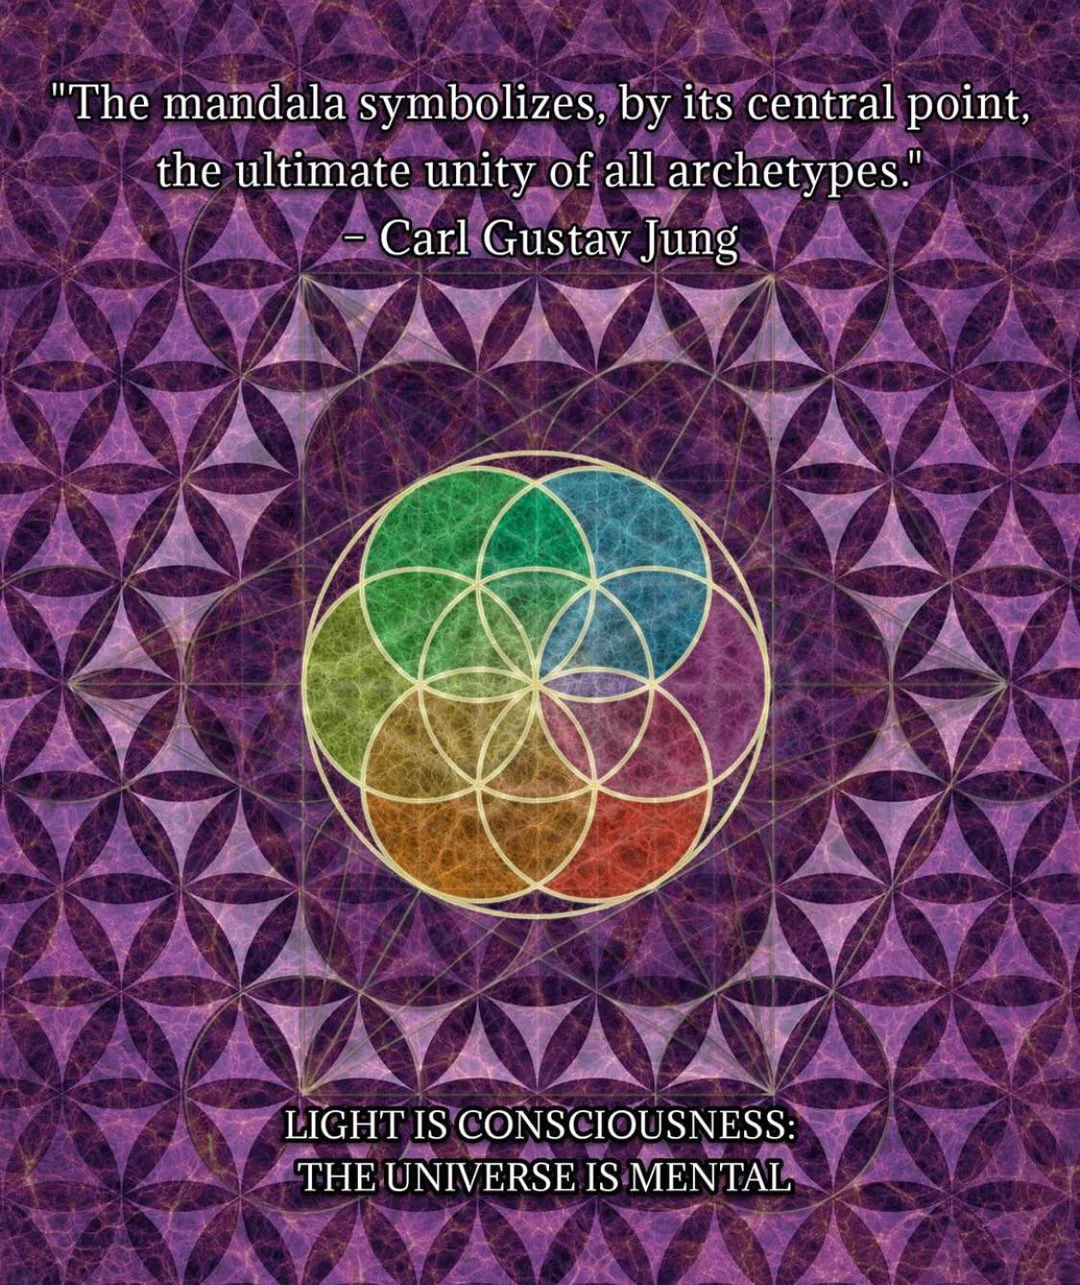 "The mandala symbolizes, by its central point,
the ultimate unity of all archetypes."
– Carl Gustav Jung
LIGHT IS CONSCIOUSNESS:
THE UNIVERSE IS MENTAL